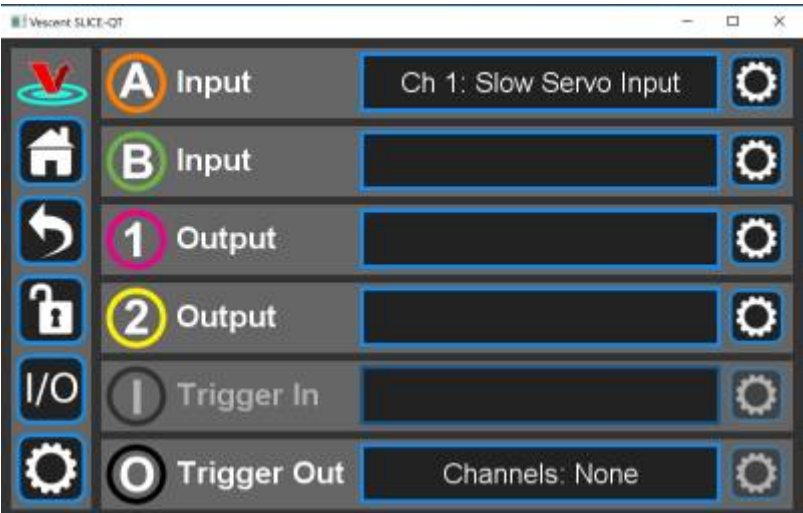 Vescent SLICE-QT
A Input Ch 1: Slow Servo Input
B Input
1 Output
2 Output
I/O
I Trigger In
O Trigger Out Channels: None